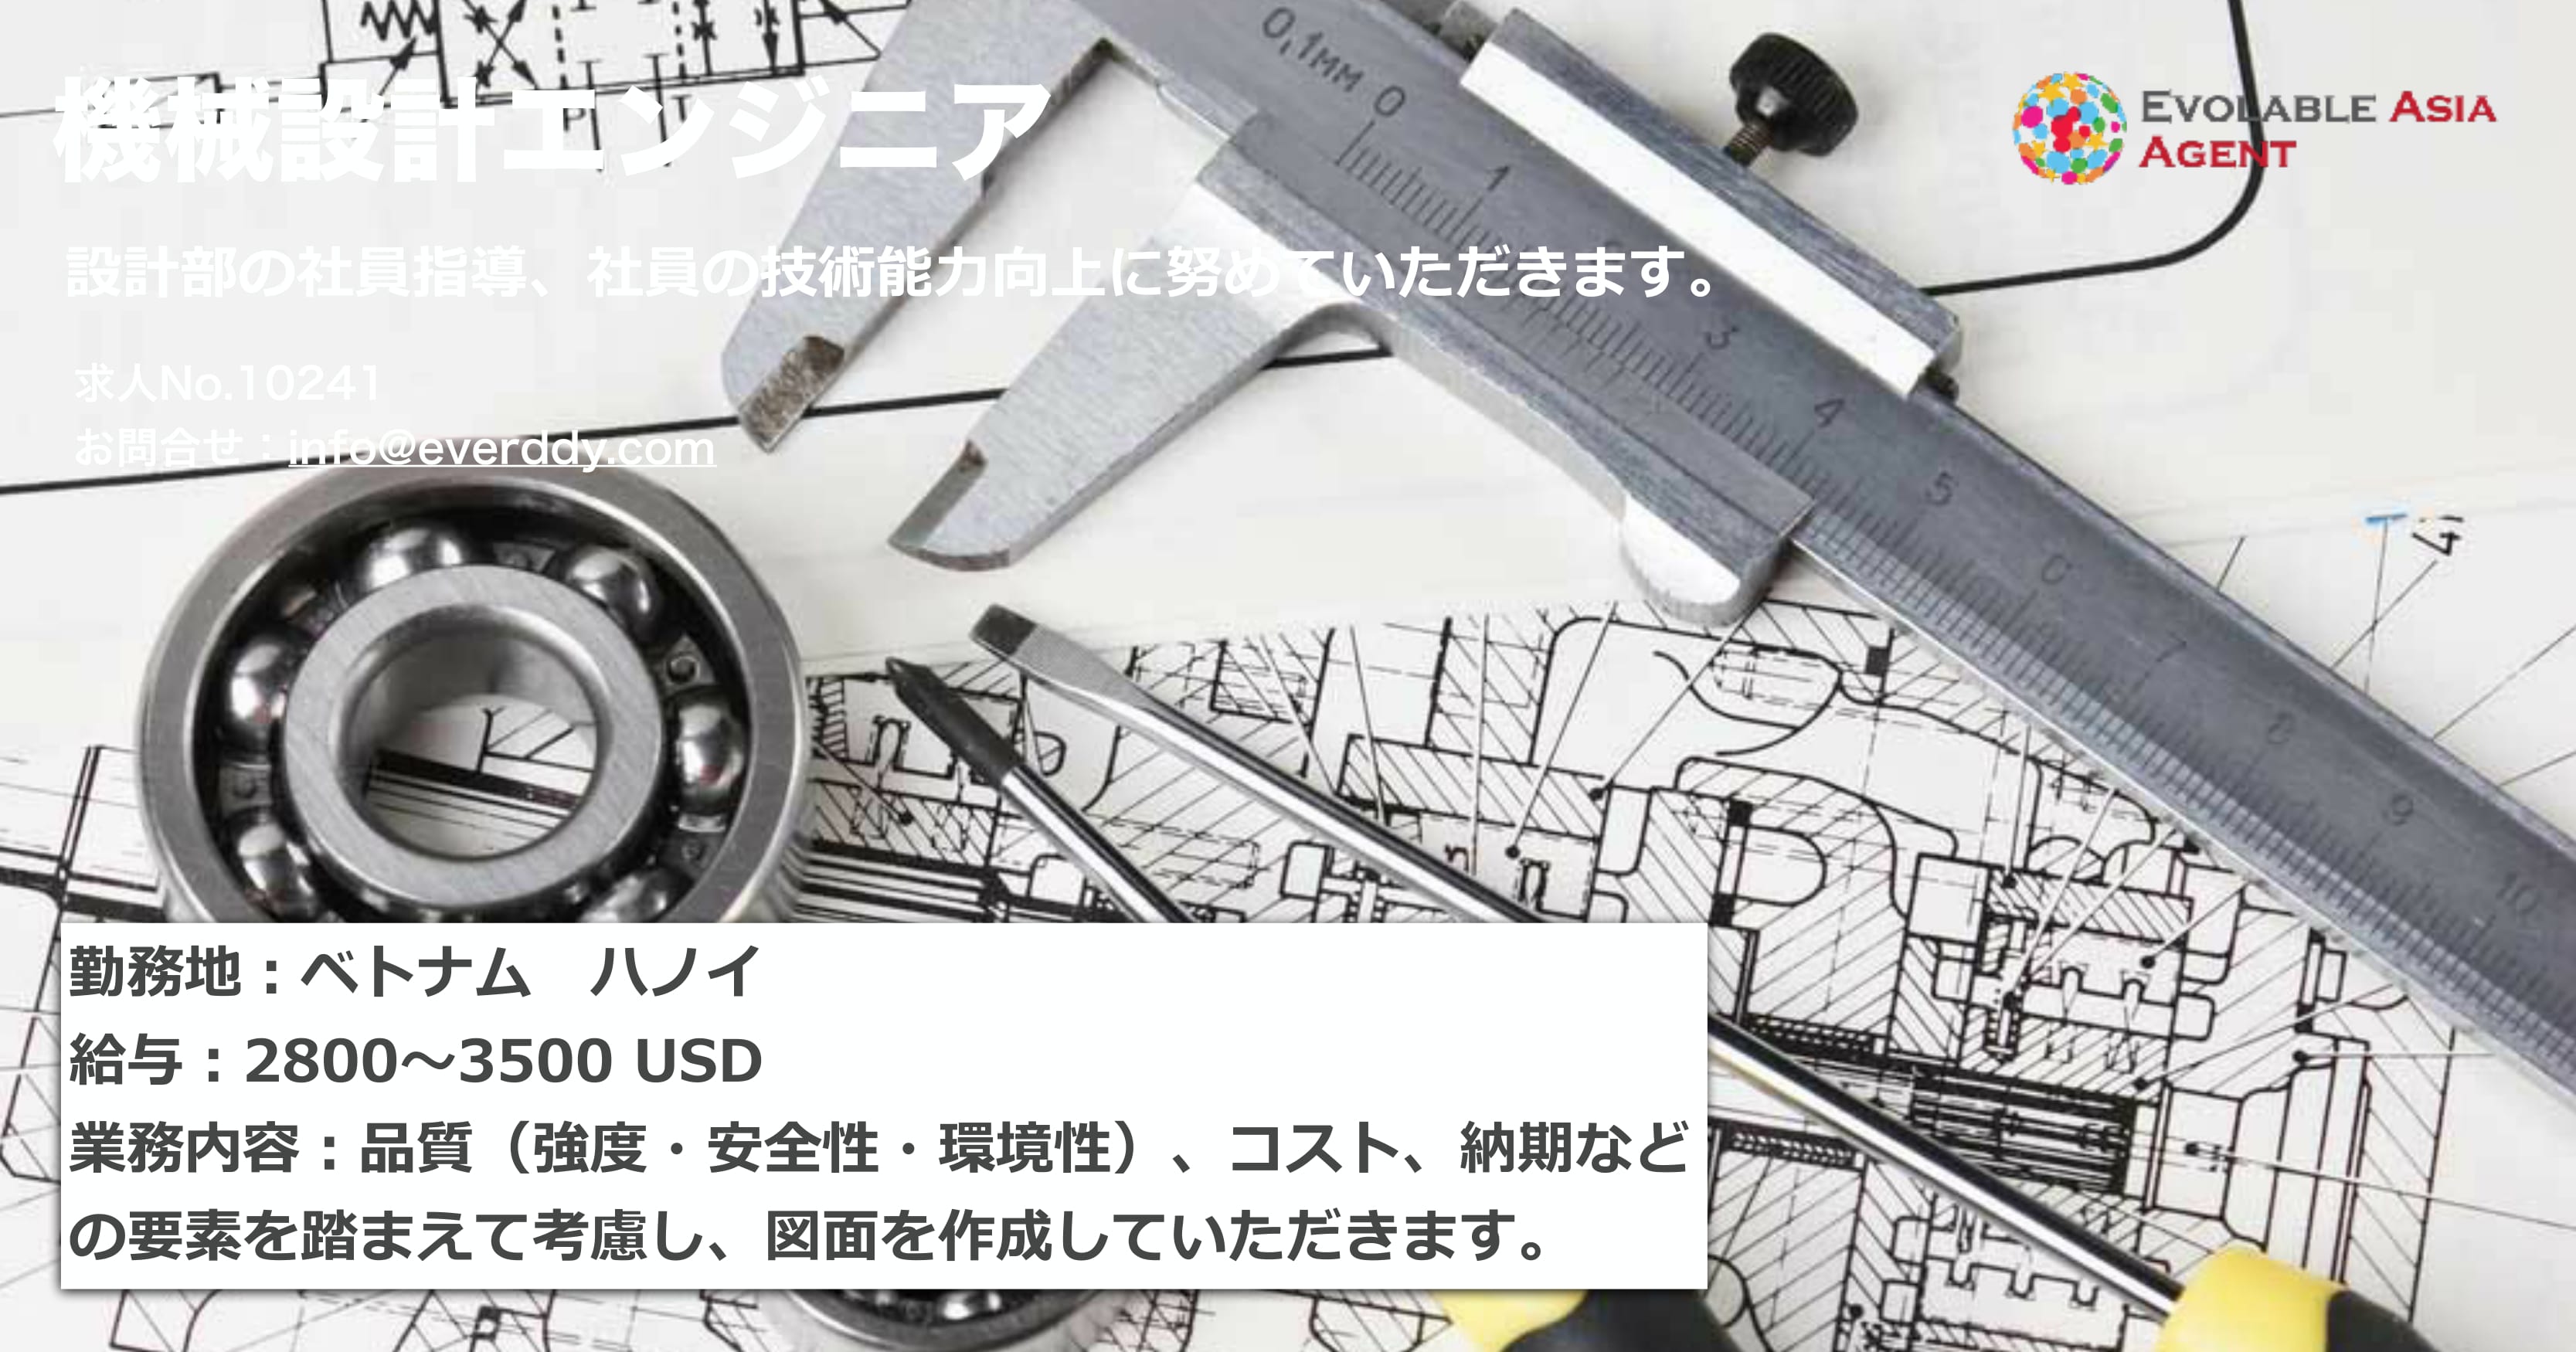 機械設計エンジニア
EVOLABLE ASIA
AGENT
設計部の社員指導、社員の技術能力向上に努めていただきます。
求人No.10241
お問合せ：info@everddy.com
0,1мм 0
1
3
4
5
6
7
8
9
10
勤務地：ベトナム　ハノイ
給与：2800〜3500 USD
業務内容：品質（強度・安全性・環境性）、コスト、納期など
の要素を踏まえて考慮し、図面を作成していただきます。